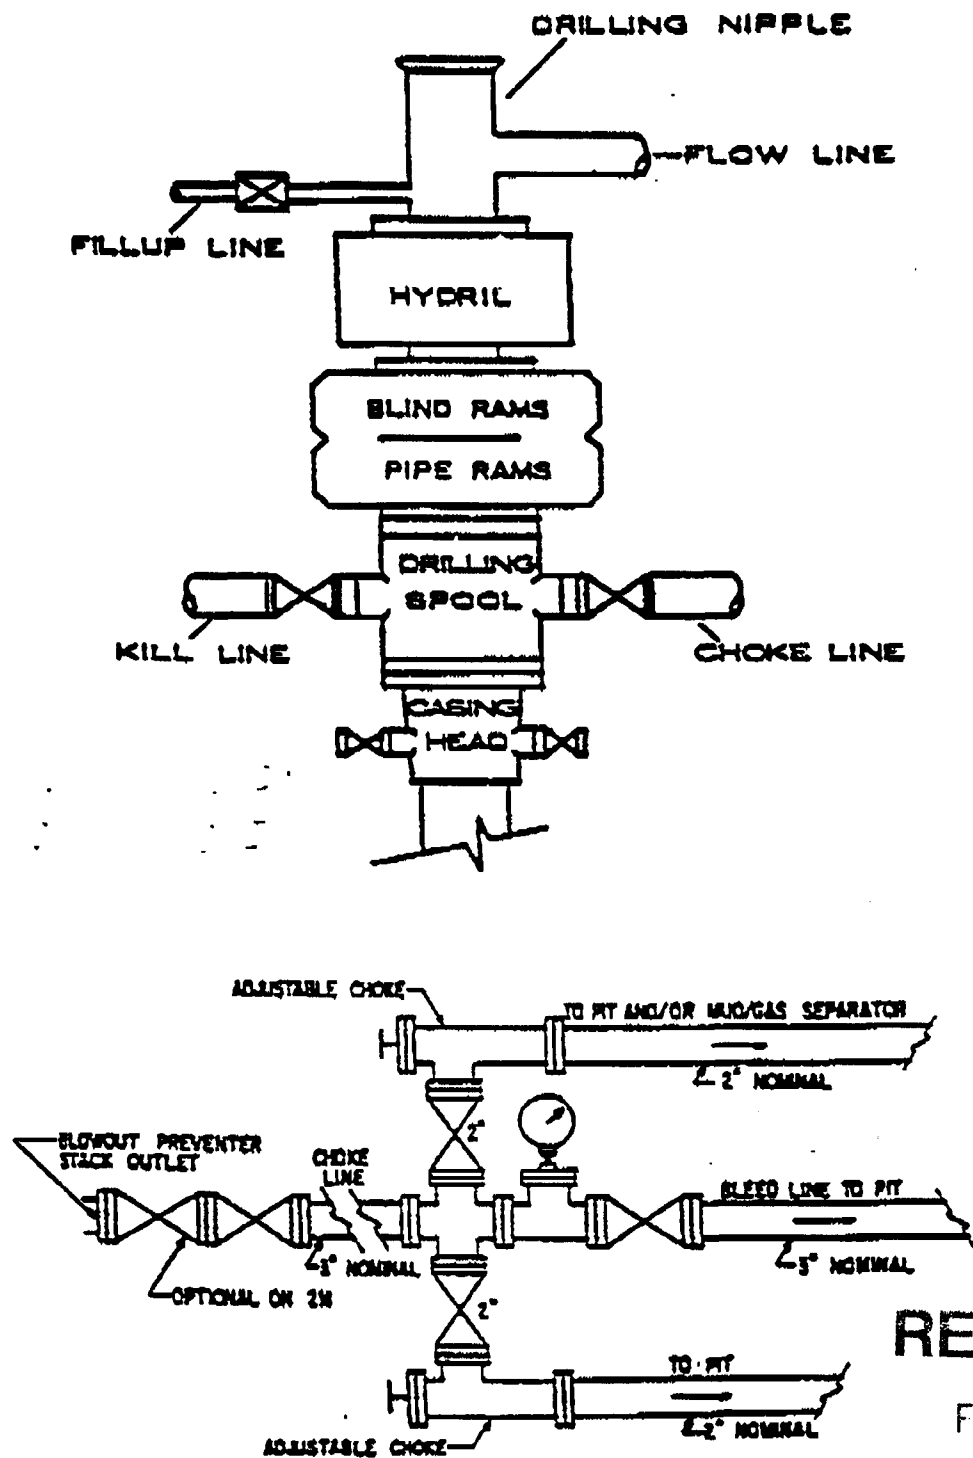 DRILLING NIPPLE
FLOW LINE
FILLUP LINE
HYDRIL
BLIND RAMS
PIPE RAMS
DRILLING
SPOOL
KILL LINE
CHOKE LINE
CASING
HEAD
ADJUSTABLE CHOKE
TO PIT AND/OR MUD/GAS SEPARATOR
2" NOMINAL
2"
BLOWOUT PREVENTER
STACK OUTLET
CHOKE
LINE
BLEED LINE TO PIT
3" NOMINAL
3" NOMINAL
OPTIONAL ON 2M
2"
RE
TO PIT
2" NOMINAL
F
ADJUSTABLE CHOKE